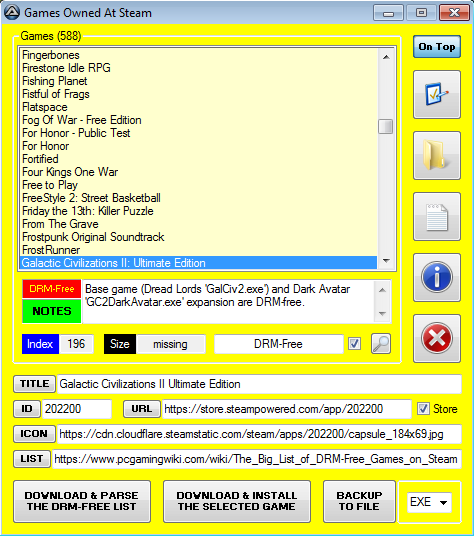 Games Owned At Steam
Games (588)
On Top
Fingerbones
Firestone Idle RPG
Fishing Planet
Fistful of Frags
Flatspace
Fog Of War - Free Edition
For Honor - Public Test
For Honor
Fortified
Four Kings One War
Free to Play
FreeStyle 2: Street Basketball
Friday the 13th: Killer Puzzle
From The Grave
Frostpunk Original Soundtrack
FrostRunner
Galactic Civilizations II: Ultimate Edition
DRM-Free
NOTES
Base game (Dread Lords 'GalCiv2.exe') and Dark Avatar
'GC2DarkAvatar.exe' expansion are DRM-free.
Index 196 Size missing DRM-Free
TITLE Galactic Civilizations II Ultimate Edition
ID 202200 URL https://store.steampowered.com/app/202200 Store
ICON https://cdn.cloudflare.steamstatic.com/steam/apps/202200/capsule_184x69.jpg
LIST https://www.pcgamingwiki.com/wiki/The_Big_List_of_DRM-Free_Games_on_Steam
DOWNLOAD & PARSE
THE DRM-FREE LIST
DOWNLOAD & INSTALL
THE SELECTED GAME
BACKUP
TO FILE
EXE